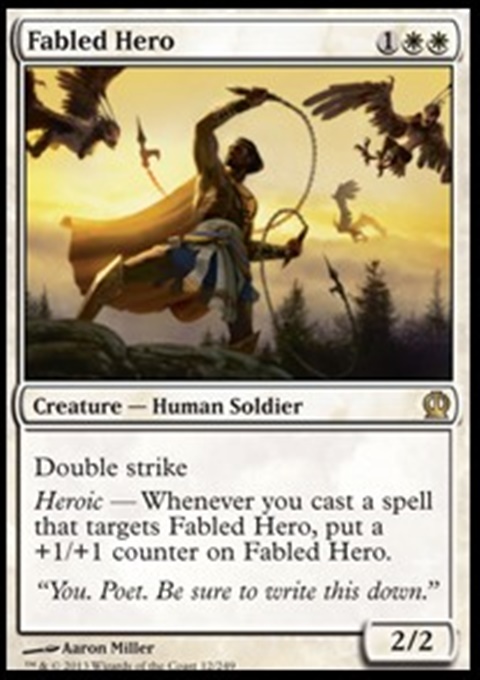 Fabled Hero 1
Creature — Human Soldier
Double strike
Heroic — Whenever you cast a spell
that targets Fabled Hero, put a
+1/+1 counter on Fabled Hero.
“You. Poet. Be sure to write this down.”
2/2
Aaron Miller
™ & © 2013 Wizards of the Coast 12/249